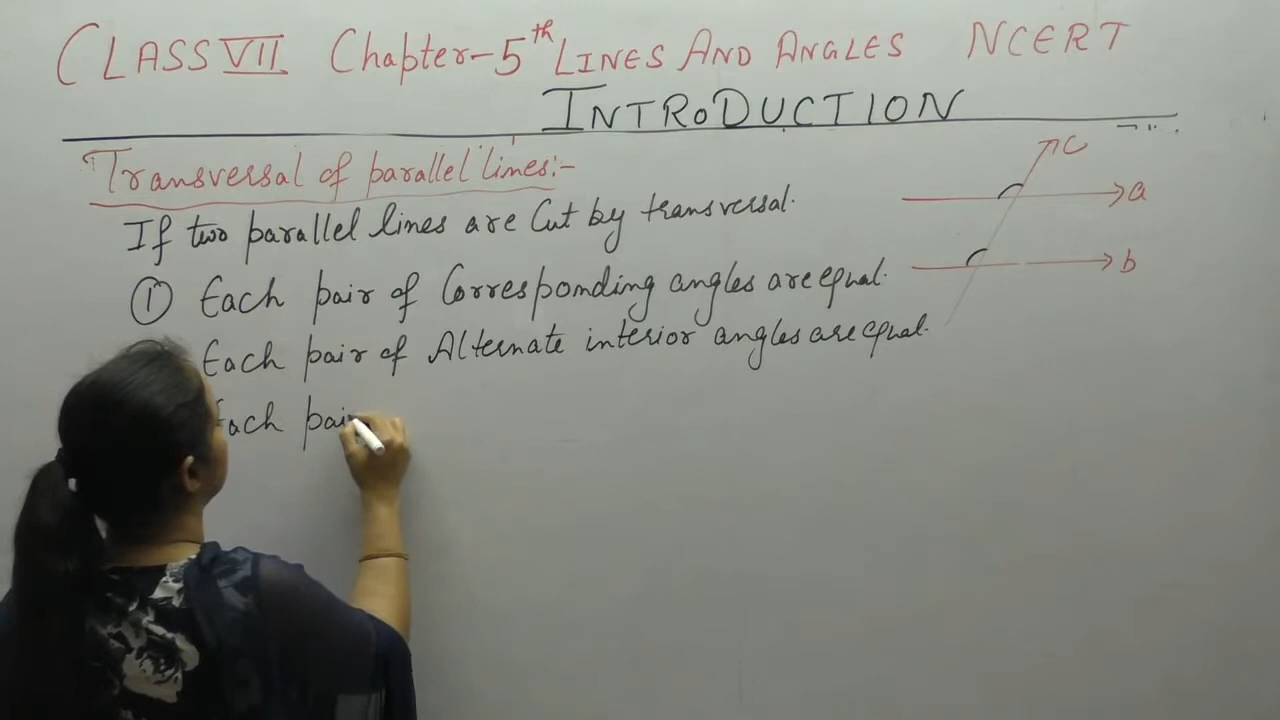 CLASS VII Chapter-5th LINES AND ANGLES NCERT
INTRODUCTION
Transversal of parallel lines:-
If two parallel lines are Cut by transversal.
① Each pair of Corresponding angles are equal.
Each pair of Alternate interior angles are equal.
Each pai
c
a
b